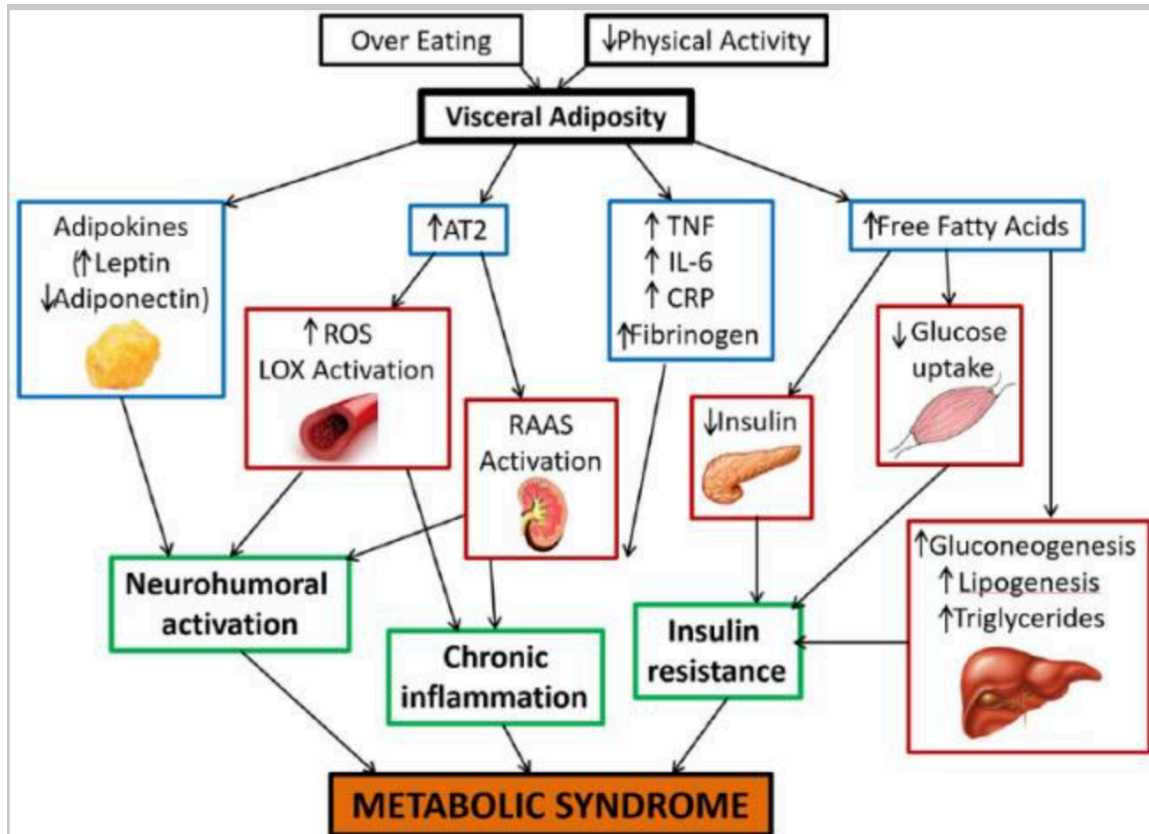 Over Eating
↓Physical Activity
Visceral Adiposity
Adipokines
(↑Leptin
↓Adiponectin)
↑AT2
↑ TNF
↑ IL-6
↑ CRP
↑Fibrinogen
↑Free Fatty Acids
↑ ROS
LOX Activation
RAAS
Activation
↓Insulin
↓ Glucose
uptake
↑Gluconeogenesis
↑ Lipogenesis
↑Triglycerides
Neurohumoral
activation
Chronic
inflammation
Insulin
resistance
METABOLIC SYNDROME